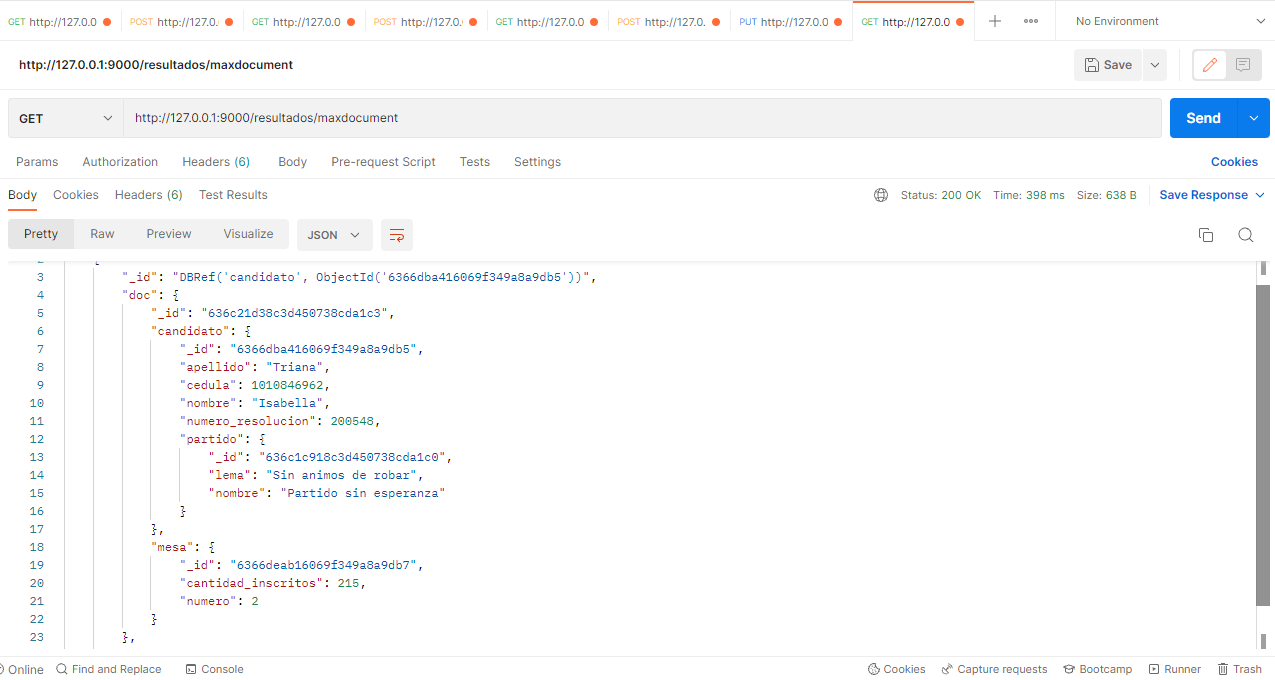 GET http://127.0.0 POST http://127.0. GET http://127.0.0 POST http://127.0. GET http://127.0.0 POST http://127.0. PUT http://127.0.0 GET http://127.0.0 No Environment
http://127.0.0.1:9000/resultados/maxdocument Save
GET http://127.0.0.1:9000/resultados/maxdocument Send
Params Authorization Headers (6) Body Pre-request Script Tests Settings Cookies
Body Cookies Headers (6) Test Results Status: 200 OK Time: 398 ms Size: 638 B Save Response
Pretty Raw Preview Visualize JSON
3 "_id": "DBRef('candidato', ObjectId('6366dba416069f349a8a9db5'))",
4 "doc": {
5 "_id": "636c21d38c3d450738cda1c3",
6 "candidato": {
7 "_id": "6366dba416069f349a8a9db5",
8 "apellido": "Triana",
9 "cedula": 1010846962,
10 "nombre": "Isabella",
11 "numero_resolucion": 200548,
12 "partido": {
13 "_id": "636c1c918c3d450738cda1c0",
14 "lema": "Sin animos de robar",
15 "nombre": "Partido sin esperanza"
16 }
17 },
18 "mesa": {
19 "_id": "6366deab16069f349a8a9db7",
20 "cantidad_inscritos": 215,
21 "numero": 2
22 }
23 },
Online Find and Replace Console Cookies Capture requests Bootcamp Runner Trash